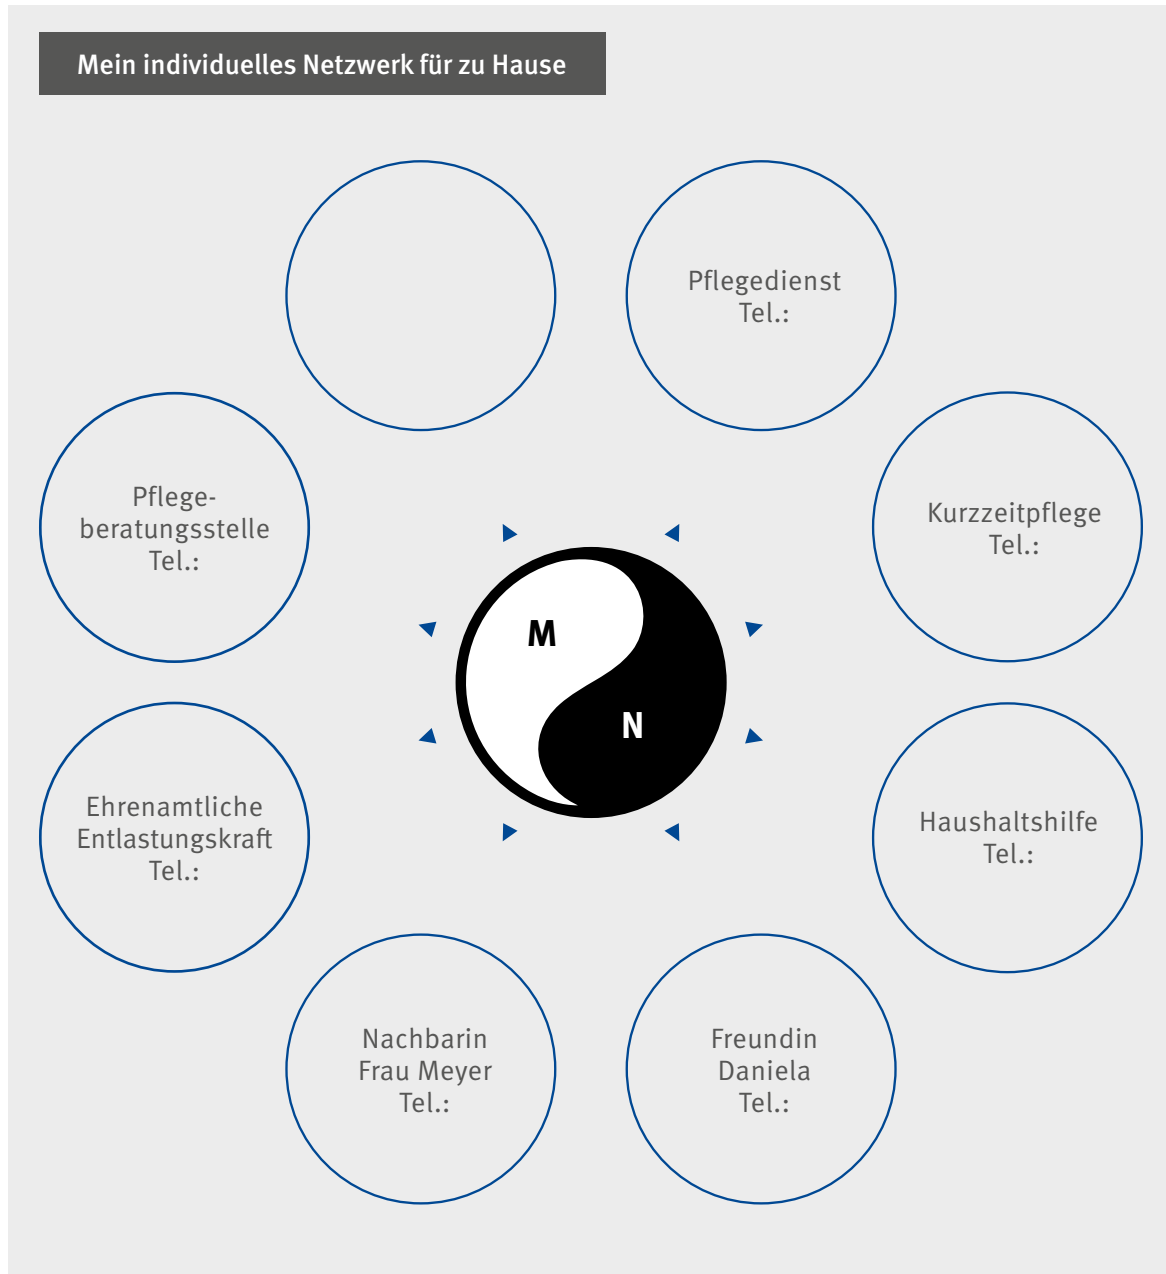 Mein individuelles Netzwerk für zu Hause
Pflegedienst
Tel.:
Pflege-
beratungsstelle
Tel.:
Kurzzeitpflege
Tel.:
M
N
Ehrenamtliche
Entlastungskraft
Tel.:
Haushaltshilfe
Tel.:
Nachbarin
Frau Meyer
Tel.:
Freundin
Daniela
Tel.: